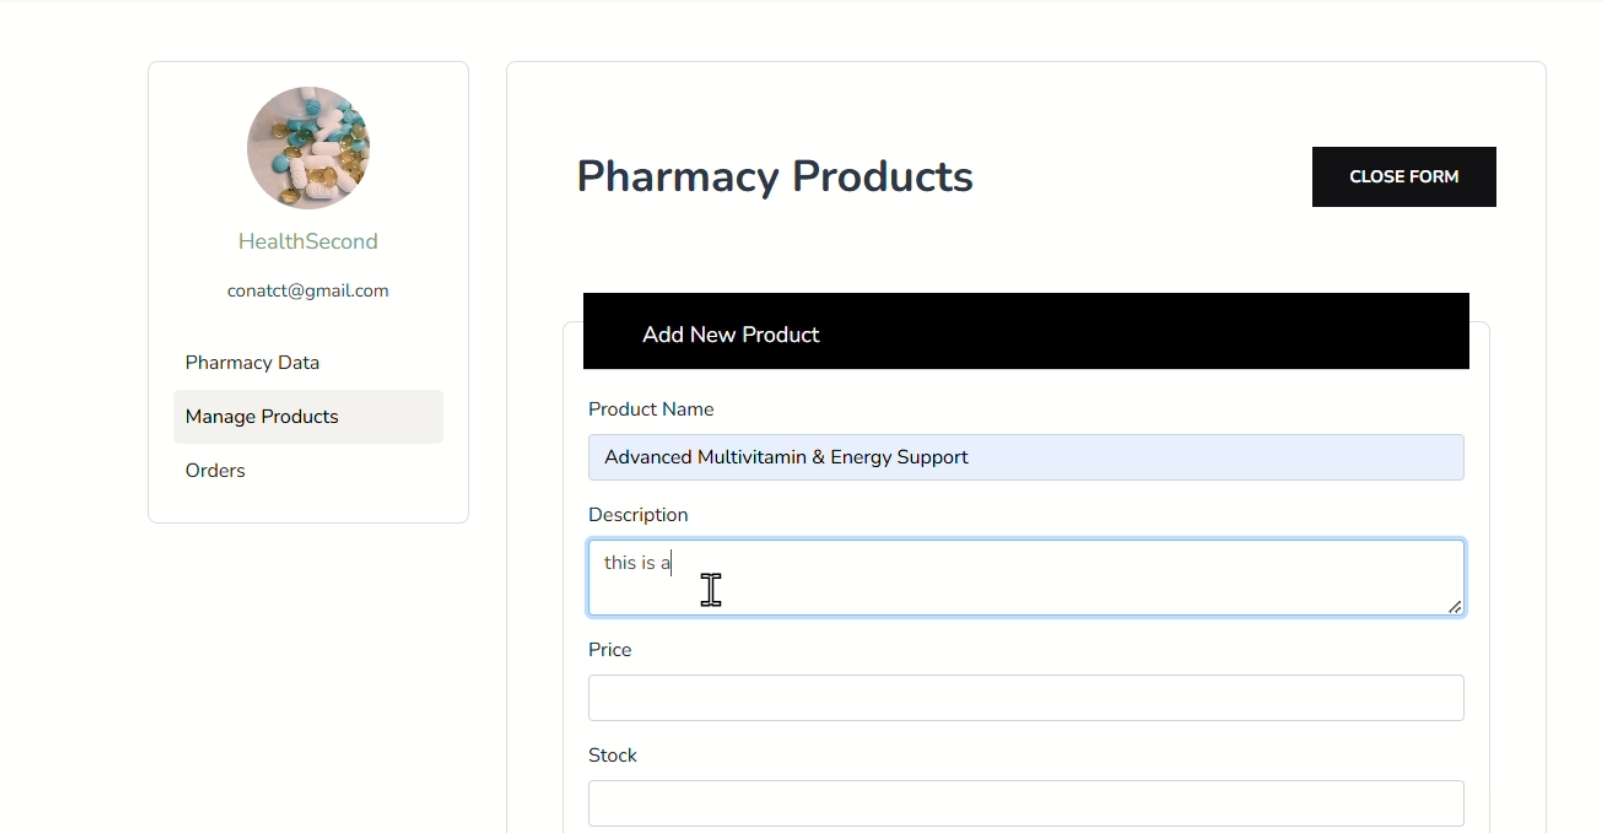 HealthSecond
conatct@gmail.com
Pharmacy Data
Manage Products
Orders
Pharmacy Products
CLOSE FORM
Add New Product
Product Name
Advanced Multivitamin & Energy Support
Description
this is a
Price
Stock